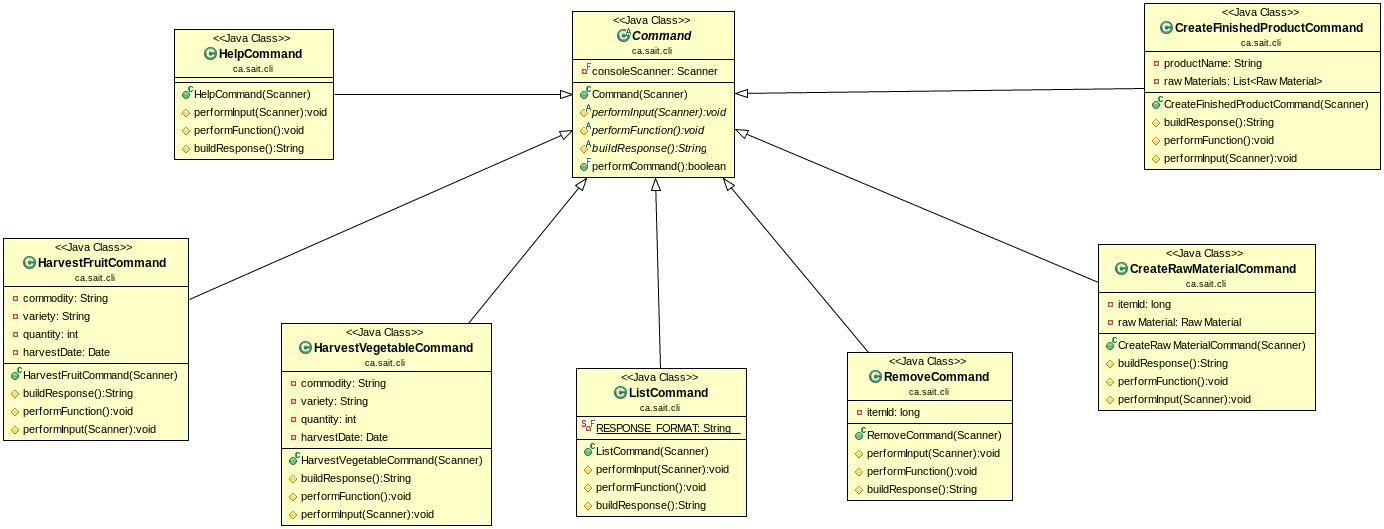 <<Java Class>>
HelpCommand
ca.sait.cli
HelpCommand(Scanner)
performInput(Scanner):void
performFunction():void
buildResponse():String
<<Java Class>>
Command
ca.sait.cli
consoleScanner: Scanner
Command(Scanner)
performInput(Scanner):void
performFunction():void
buildResponse():String
performCommand():boolean
<<Java Class>>
CreateFinishedProductCommand
ca.sait.cli
productName: String
raw Materials: List<Raw Material>
CreateFinishedProductCommand(Scanner)
buildResponse():String
performFunction():void
performInput(Scanner):void
<<Java Class>>
HarvestFruitCommand
ca.sait.cli
commodity: String
variety: String
quantity: int
harvestDate: Date
HarvestFruitCommand(Scanner)
buildResponse():String
performFunction():void
performInput(Scanner):void
<<Java Class>>
HarvestVegetableCommand
ca.sait.cli
commodity: String
variety: String
quantity: int
harvestDate: Date
HarvestVegetableCommand(Scanner)
buildResponse():String
performFunction():void
performInput(Scanner):void
<<Java Class>>
ListCommand
ca.sait.cli
RESPONSE_FORMAT: String
ListCommand(Scanner)
performInput(Scanner):void
performFunction():void
buildResponse():String
<<Java Class>>
RemoveCommand
ca.sait.cli
itemId: long
RemoveCommand(Scanner)
performInput(Scanner):void
performFunction():void
buildResponse():String
<<Java Class>>
CreateRawMaterialCommand
ca.sait.cli
itemId: long
raw Material: Raw Material
CreateRaw MaterialCommand(Scanner)
buildResponse():String
performFunction():void
performInput(Scanner):void